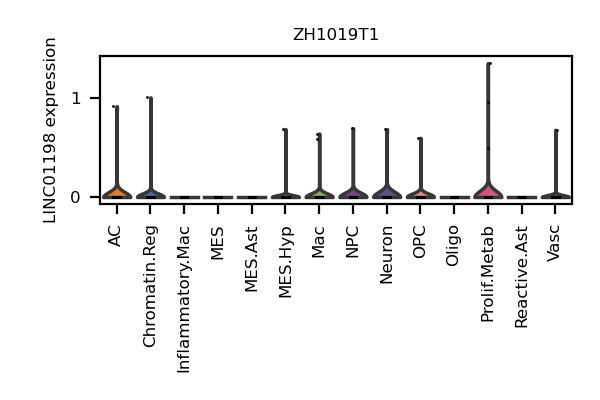 ZH1019T1
LINC01198 expression
1
0
AC
Chromatin.Reg
Inflammatory.Mac
MES
MES.Ast
MES.Hyp
Mac
NPC
Neuron
OPC
Oligo
Prolif.Metab
Reactive.Ast
Vasc